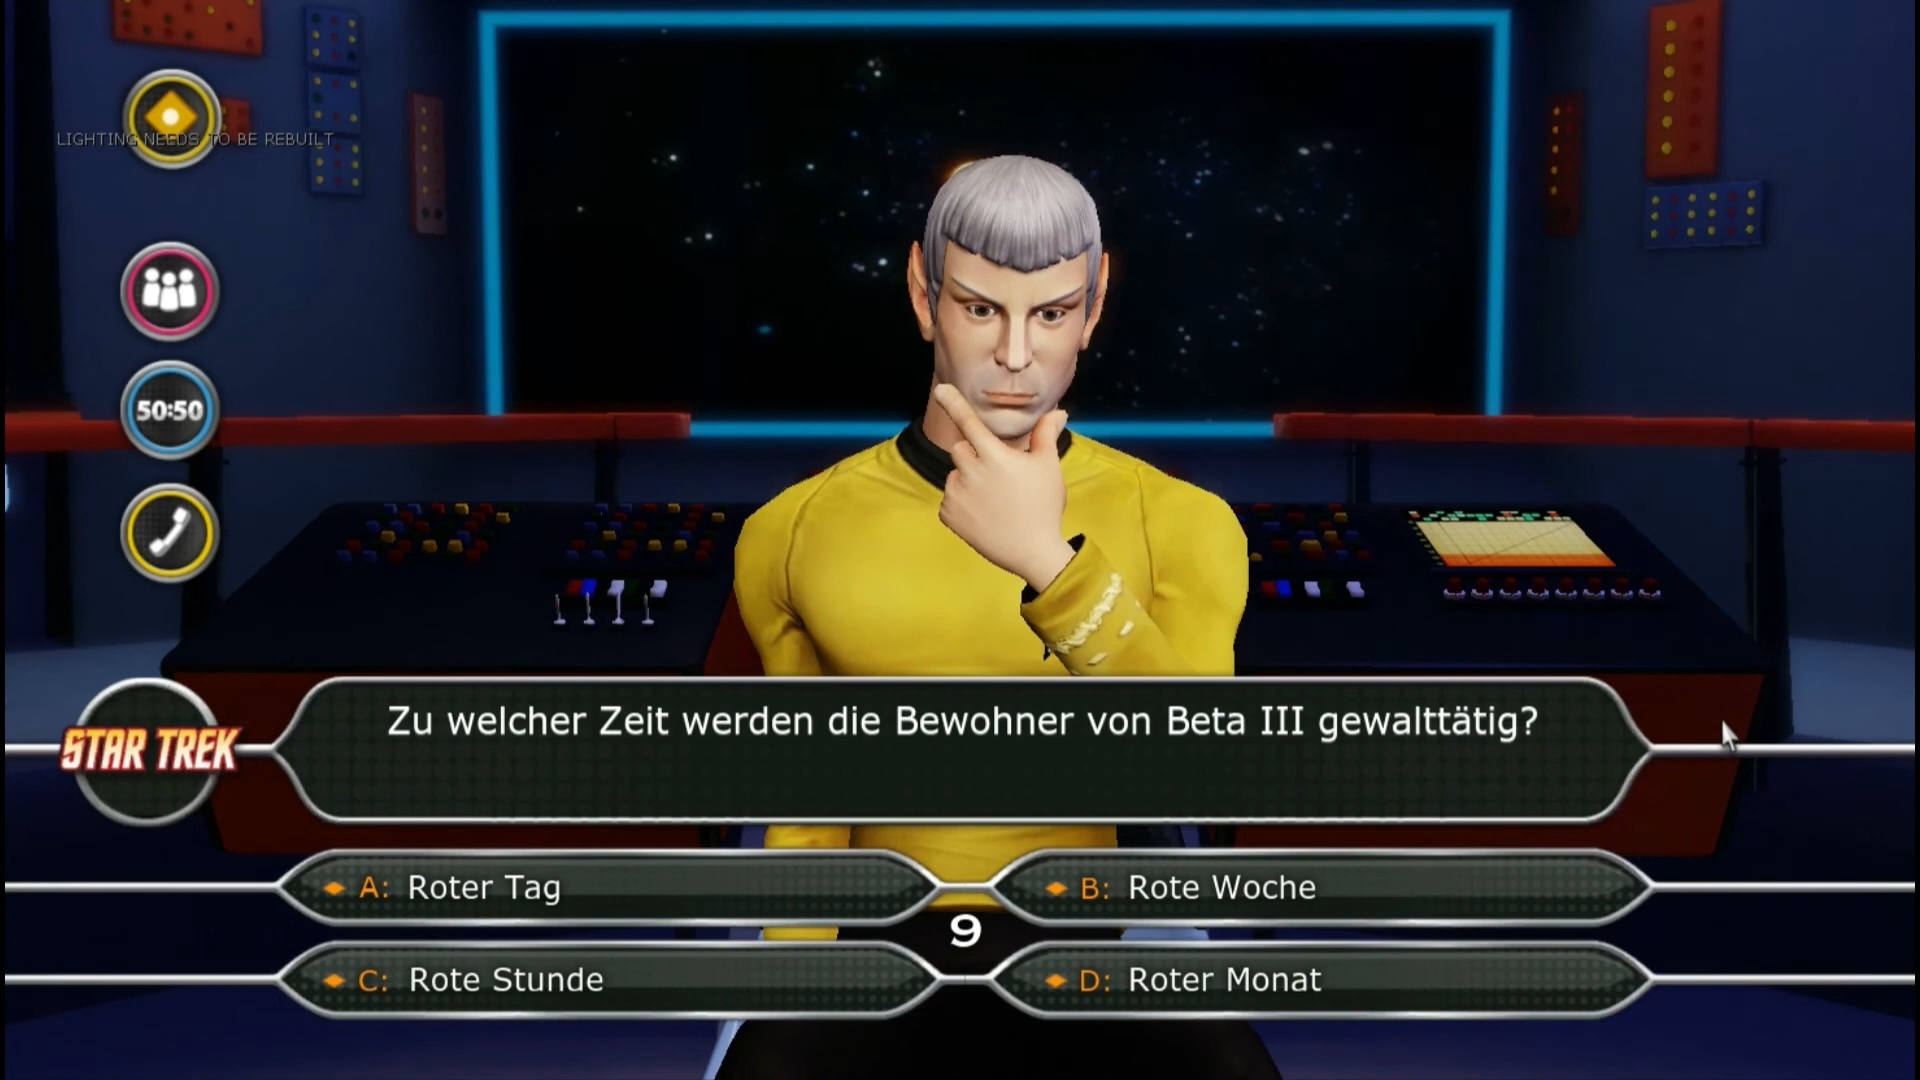 LIGHTING NEEDS TO BE REBUILT
50:50
STAR TREK
Zu welcher Zeit werden die Bewohner von Beta III gewalttätig?
A: Roter Tag
B: Rote Woche
9
C: Rote Stunde
D: Roter Monat